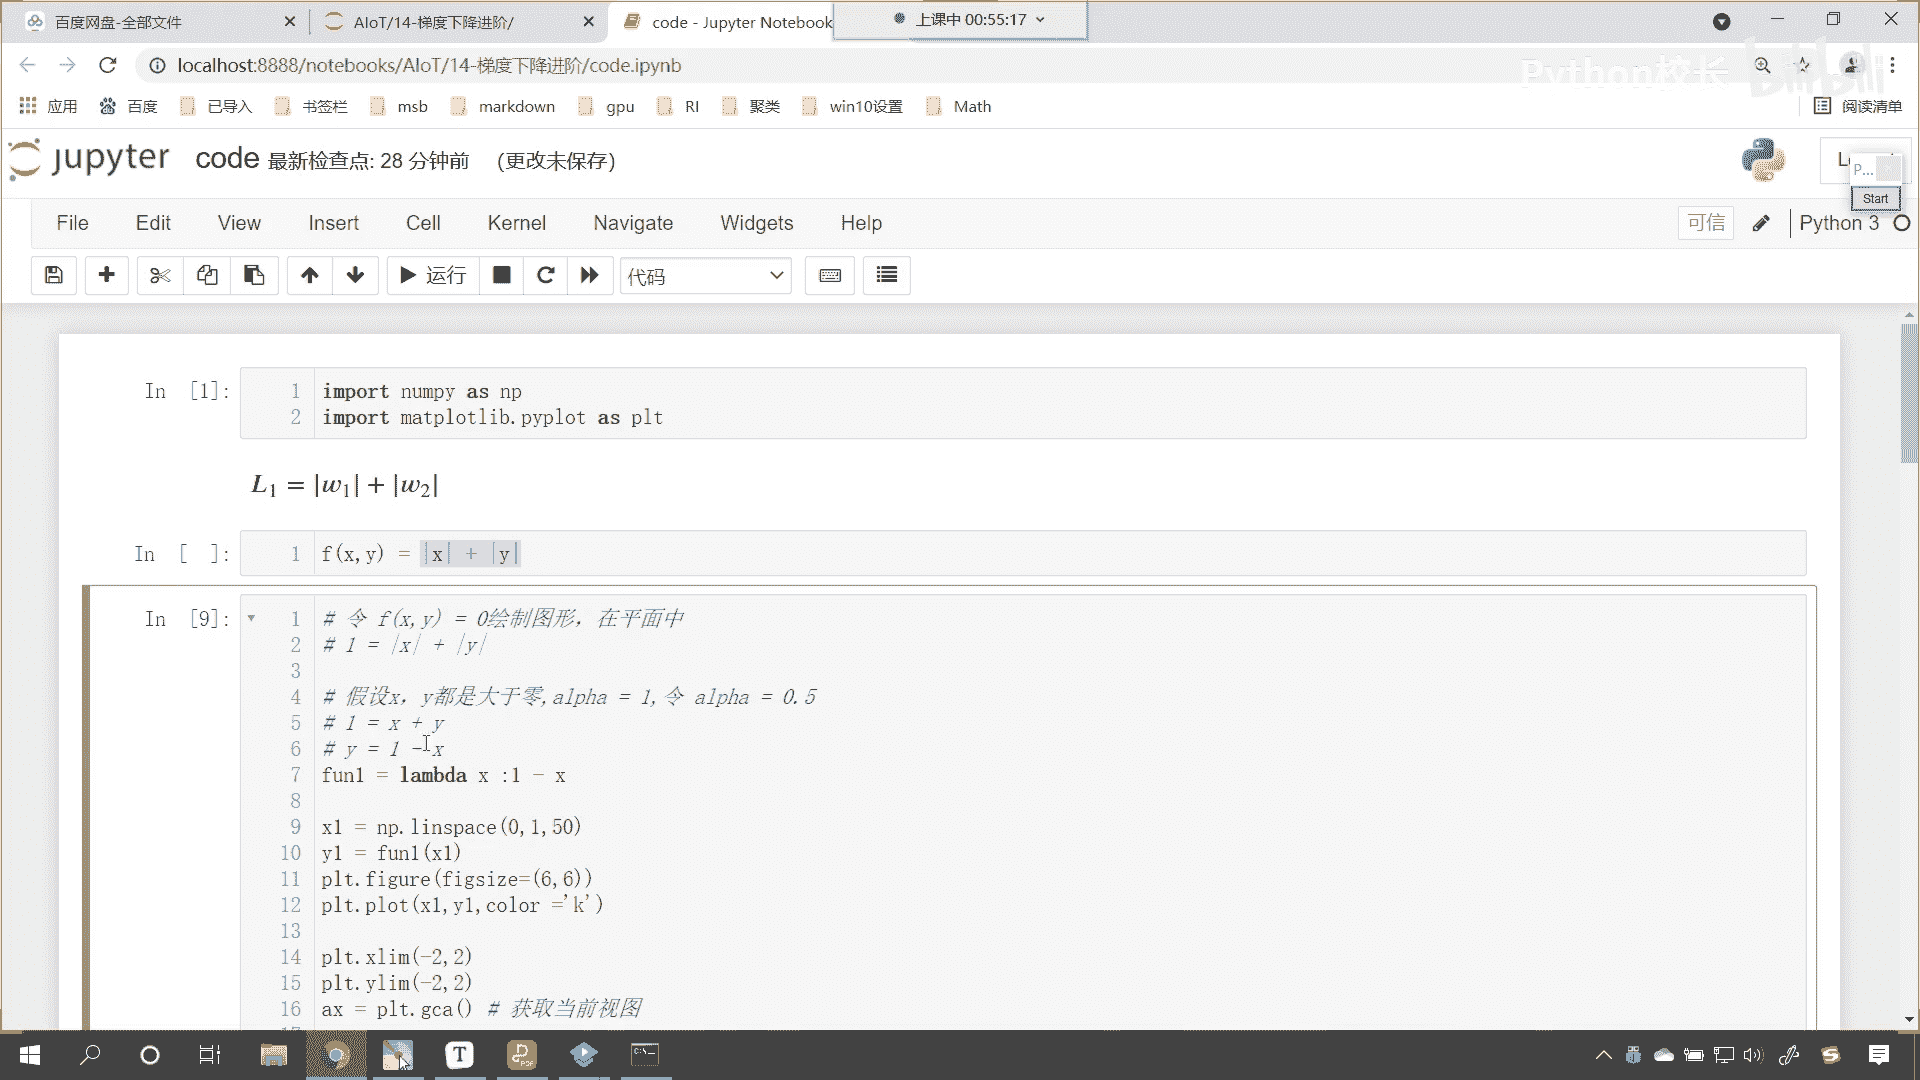 百度网盘-全部文件
AIoT/14-梯度下降进阶/
code - Jupyter Notebook
上课中 00:55:17
localhost:8888/notebooks/AIoT/14-梯度下降进阶/code.ipynb
Python校长
bilibili
应用 百度 已导入 书签栏 msb markdown gpu RI 聚类 win10设置 Math 阅读清单
jupyter code 最新检查点: 28 分钟前 (更改未保存)
P...
Start
File Edit View Insert Cell Kernel Navigate Widgets Help 可信 Python 3
运行 代码
In [1]:
1 import numpy as np
2 import matplotlib.pyplot as plt
L₁ = |w₁| + |w₂|
In [ ]:
1 f(x,y) = |x| + |y|
In [9]:
1 # 令 f(x,y) = 0绘制图形，在平面中
2 # 1 = |x| + |y|
3
4 # 假设x，y都是大于零,alpha = 1,令 alpha = 0.5
5 # 1 = x + y
6 # y = 1 - x
7 fun1 = lambda x :1 - x
8
9 x1 = np.linspace(0,1,50)
10 y1 = fun1(x1)
11 plt.figure(figsize=(6,6))
12 plt.plot(x1,y1,color ='k')
13
14 plt.xlim(-2,2)
15 plt.ylim(-2,2)
16 ax = plt.gca() # 获取当前视图